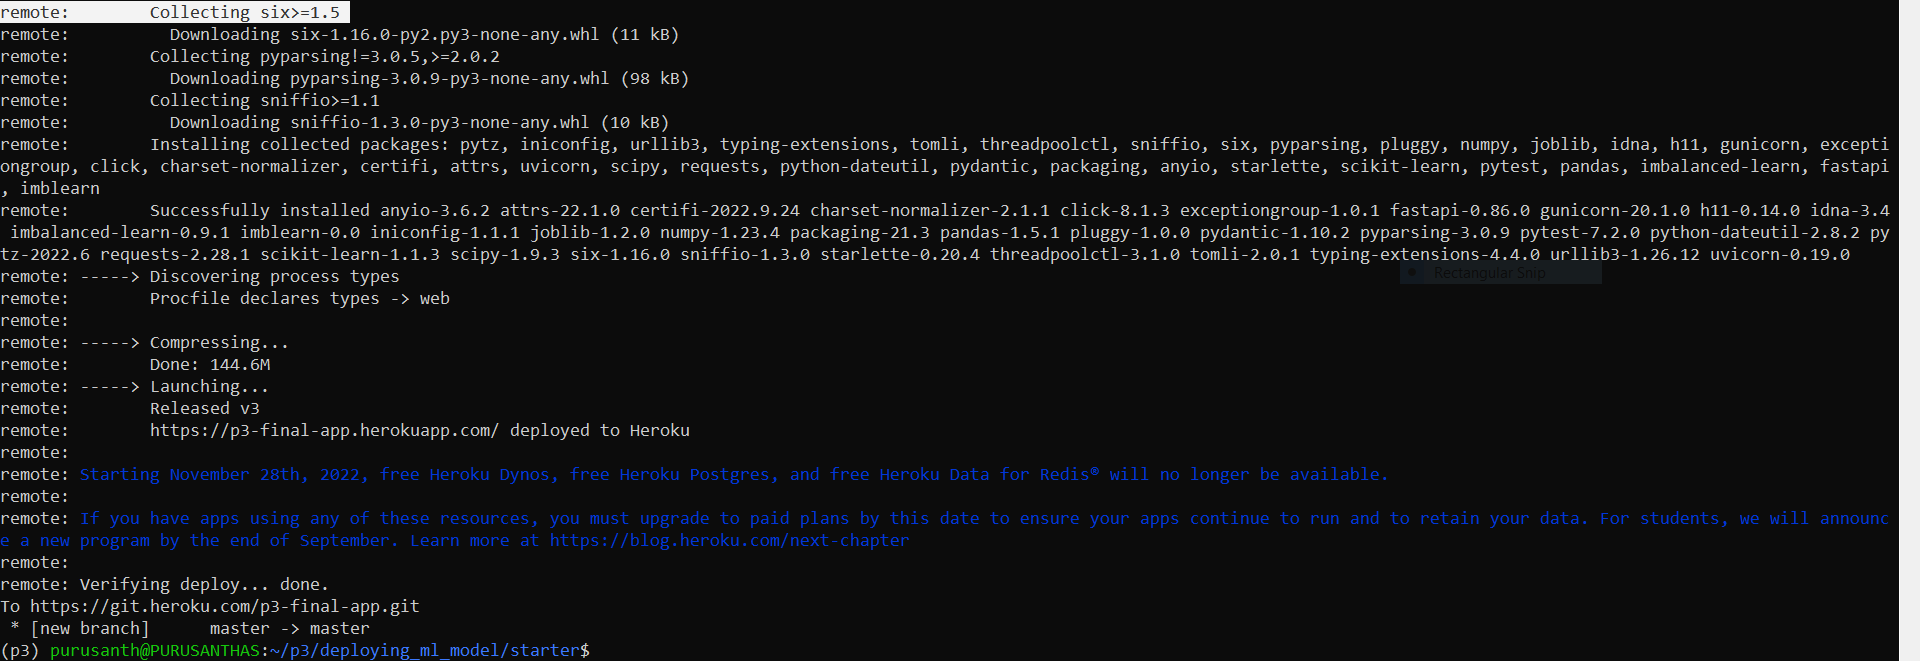 remote:        Collecting six>=1.5
remote:          Downloading six-1.16.0-py2.py3-none-any.whl (11 kB)
remote:        Collecting pyparsing!=3.0.5,>=2.0.2
remote:          Downloading pyparsing-3.0.9-py3-none-any.whl (98 kB)
remote:        Collecting sniffio>=1.1
remote:          Downloading sniffio-1.3.0-py3-none-any.whl (10 kB)
remote:        Installing collected packages: pytz, iniconfig, urllib3, typing-extensions, tomli, threadpoolctl, sniffio, six, pyparsing, pluggy, numpy, joblib, idna, h11, gunicorn, excepti
ongroup, click, charset-normalizer, certifi, attrs, uvicorn, scipy, requests, python-dateutil, pydantic, packaging, anyio, starlette, scikit-learn, pytest, pandas, imbalanced-learn, fastapi
, imblearn
remote:        Successfully installed anyio-3.6.2 attrs-22.1.0 certifi-2022.9.24 charset-normalizer-2.1.1 click-8.1.3 exceptiongroup-1.0.1 fastapi-0.86.0 gunicorn-20.1.0 h11-0.14.0 idna-3.4
 imbalanced-learn-0.9.1 imblearn-0.0 iniconfig-1.1.1 joblib-1.2.0 numpy-1.23.4 packaging-21.3 pandas-1.5.1 pluggy-1.0.0 pydantic-1.10.2 pyparsing-3.0.9 pytest-7.2.0 python-dateutil-2.8.2 py
tz-2022.6 requests-2.28.1 scikit-learn-1.1.3 scipy-1.9.3 six-1.16.0 sniffio-1.3.0 starlette-0.20.4 threadpoolctl-3.1.0 tomli-2.0.1 typing-extensions-4.4.0 urllib3-1.26.12 uvicorn-0.19.0
remote: -----> Discovering process types
Rectangular Snip
remote:        Procfile declares types -> web
remote:
remote: -----> Compressing...
remote:        Done: 144.6M
remote: -----> Launching...
remote:        Released v3
remote:        https://p3-final-app.herokuapp.com/ deployed to Heroku
remote:
remote: Starting November 28th, 2022, free Heroku Dynos, free Heroku Postgres, and free Heroku Data for Redis® will no longer be available.
remote:
remote: If you have apps using any of these resources, you must upgrade to paid plans by this date to ensure your apps continue to run and to retain your data. For students, we will announc
e a new program by the end of September. Learn more at https://blog.heroku.com/next-chapter
remote:
remote: Verifying deploy... done.
To https://git.heroku.com/p3-final-app.git
 * [new branch]      master -> master
(p3) purusanth@PURUSANTHAS:~/p3/deploying_ml_model/starter$